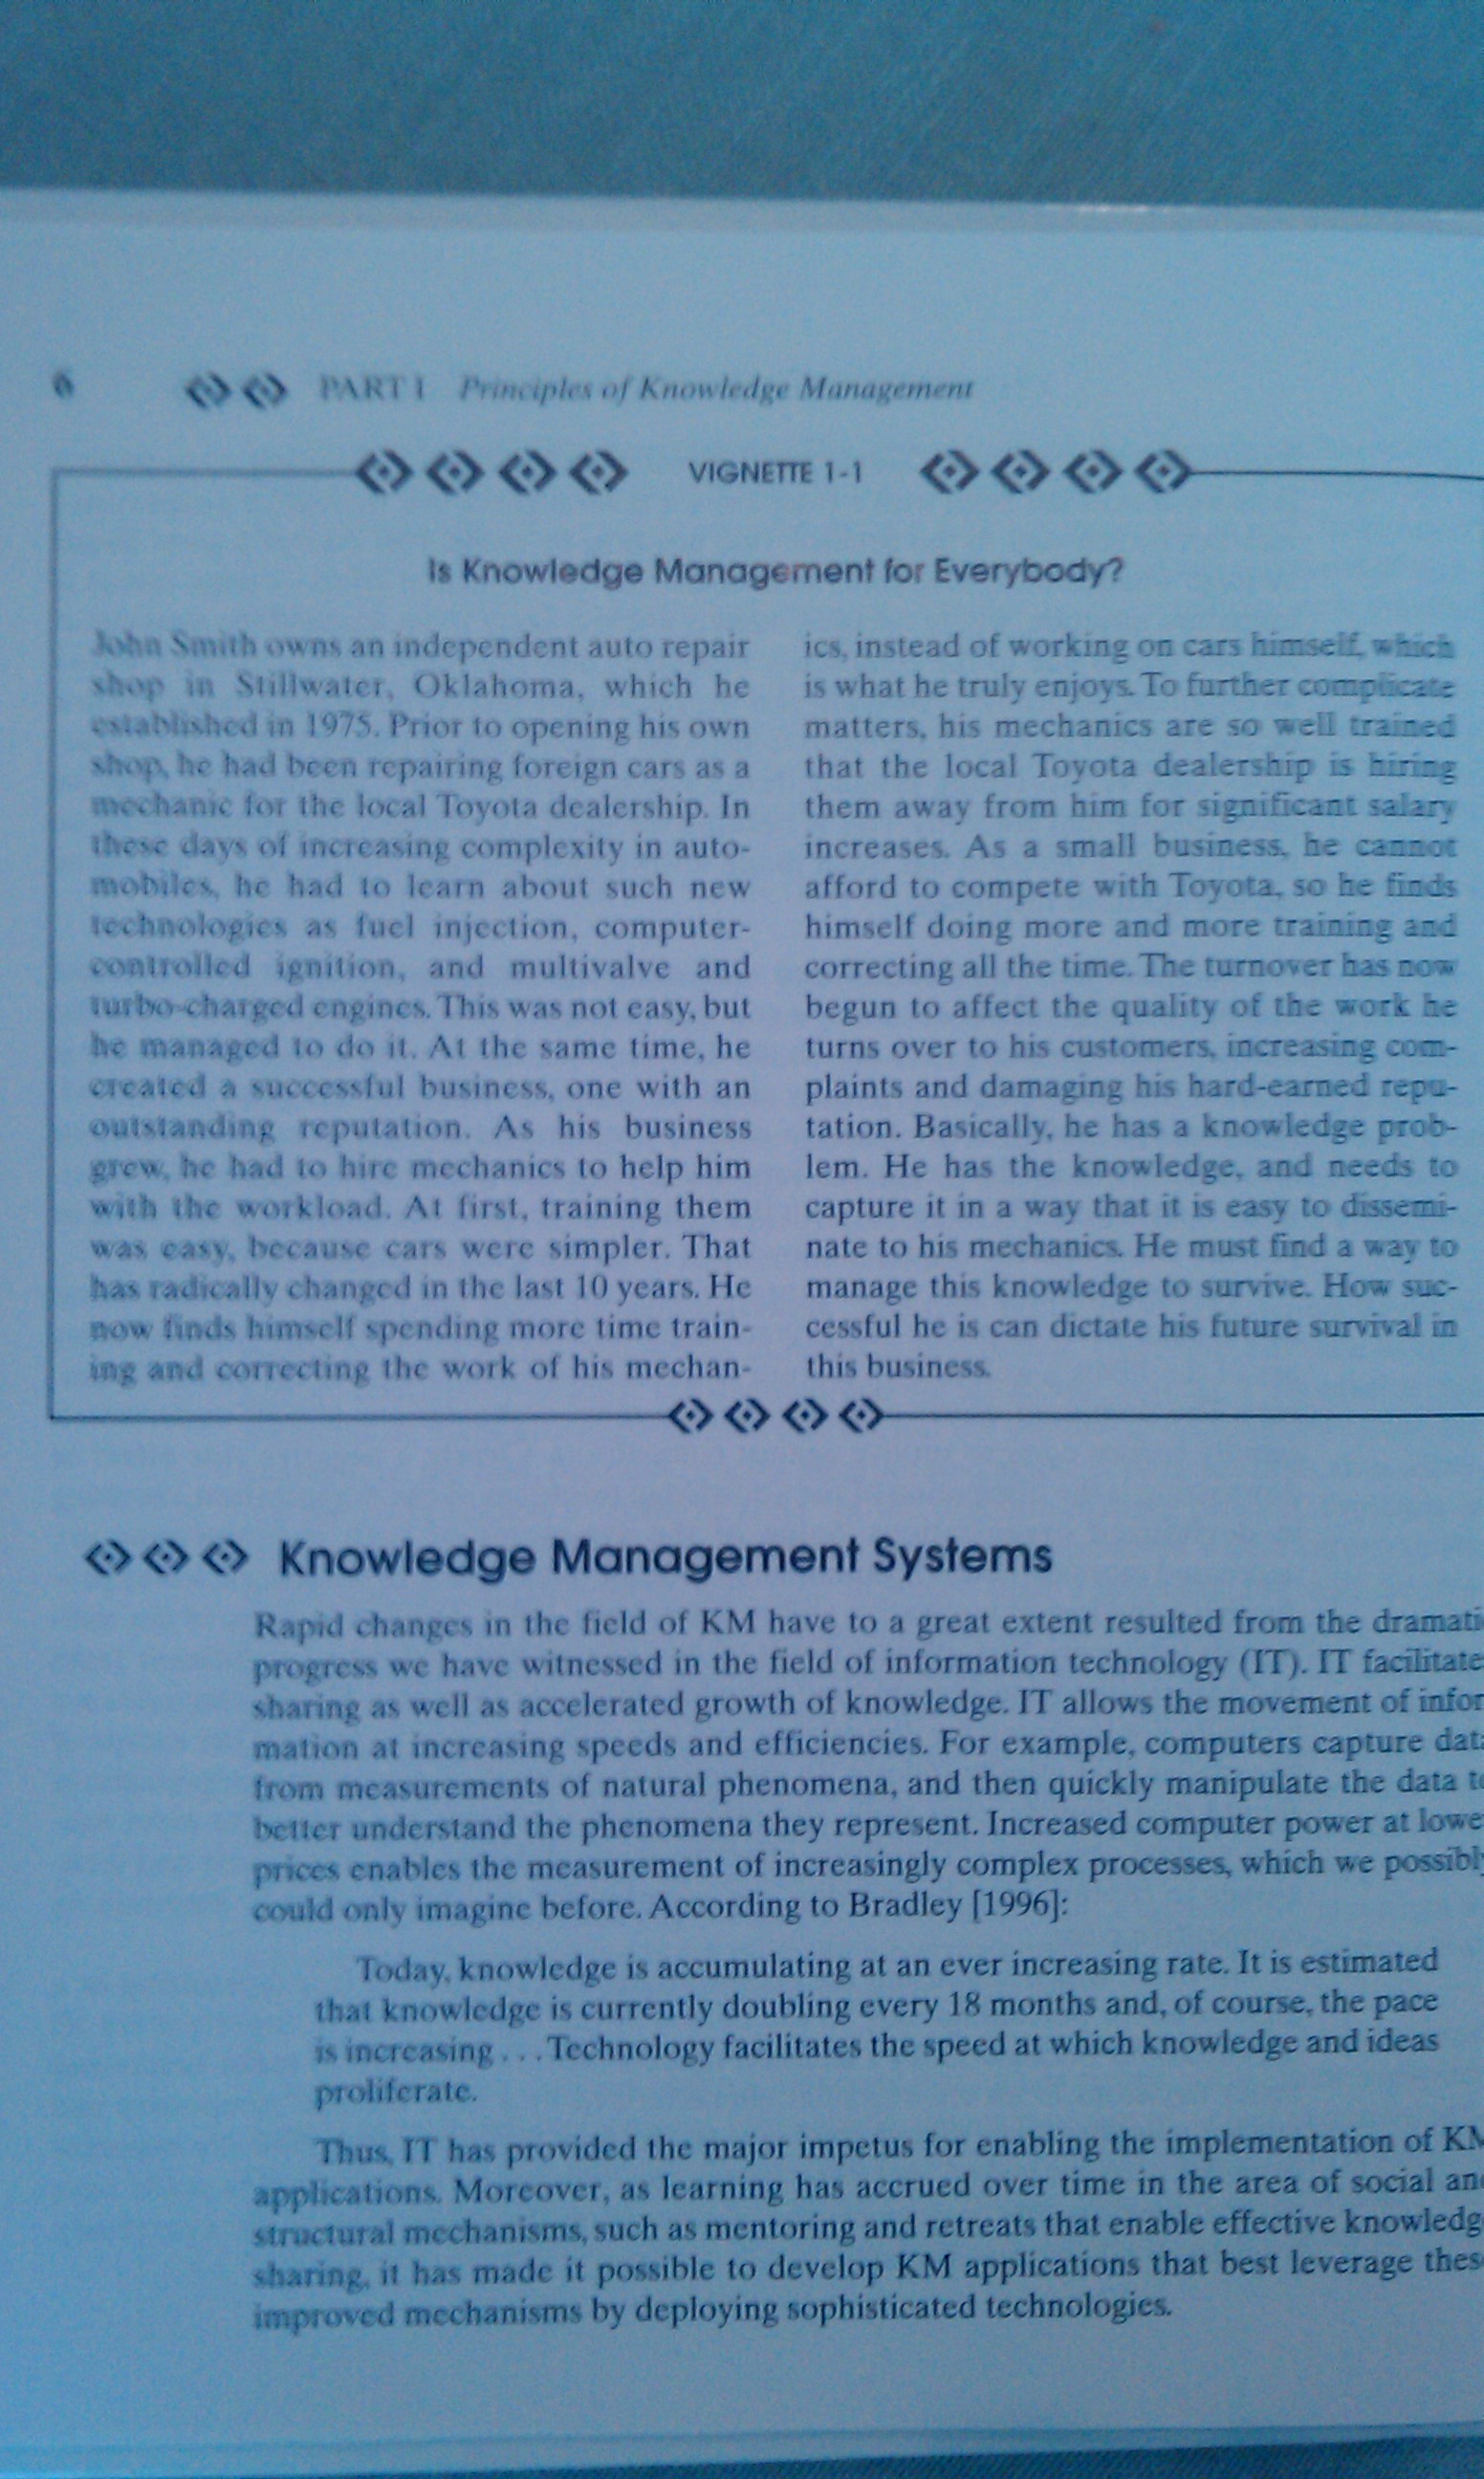 6 PART I Principles of Knowledge Management
VIGNETTE 1-1
Is Knowledge Management for Everybody?
John Smith owns an independent auto repair
shop in Stillwater, Oklahoma, which he
established in 1975. Prior to opening his own
shop, he had been repairing foreign cars as a
mechanic for the local Toyota dealership. In
these days of increasing complexity in auto-
mobiles, he had to learn about such new
technologies as fuel injection, computer-
controlled ignition, and multivalve and
turbo-charged engines. This was not easy, but
he managed to do it. At the same time, he
created a successful business, one with an
outstanding reputation. As his business
grew, he had to hire mechanics to help him
with the workload. At first, training them
was easy, because cars were simpler. That
has radically changed in the last 10 years. He
now finds himself spending more time train-
ing and correcting the work of his mechan-
ics, instead of working on cars himself, which
is what he truly enjoys. To further complicate
matters, his mechanics are so well trained
that the local Toyota dealership is hiring
them away from him for significant salary
increases. As a small business, he cannot
afford to compete with Toyota, so he finds
himself doing more and more training and
correcting all the time. The turnover has now
begun to affect the quality of the work he
turns over to his customers, increasing com-
plaints and damaging his hard-earned repu-
tation. Basically, he has a knowledge prob-
lem. He has the knowledge, and needs to
capture it in a way that it is easy to dissemi-
nate to his mechanics. He must find a way to
manage this knowledge to survive. How suc-
cessful he is can dictate his future survival in
this business.
Knowledge Management Systems
Rapid changes in the field of KM have to a great extent resulted from the dramati
progress we have witnessed in the field of information technology (IT). IT facilitate
sharing as well as accelerated growth of knowledge. IT allows the movement of infor
mation at increasing speeds and efficiencies. For example, computers capture data
from measurements of natural phenomena, and then quickly manipulate the data to
better understand the phenomena they represent. Increased computer power at lowe
prices enables the measurement of increasingly complex processes, which we possibly
could only imagine before. According to Bradley [1996]:
Today, knowledge is accumulating at an ever increasing rate. It is estimated
that knowledge is currently doubling every 18 months and, of course, the pace
is increasing . . . Technology facilitates the speed at which knowledge and ideas
proliferate.
Thus, IT has provided the major impetus for enabling the implementation of KM
applications. Moreover, as learning has accrued over time in the area of social an
structural mechanisms, such as mentoring and retreats that enable effective knowledg
sharing, it has made it possible to develop KM applications that best leverage thes
improved mechanisms by deploying sophisticated technologies.